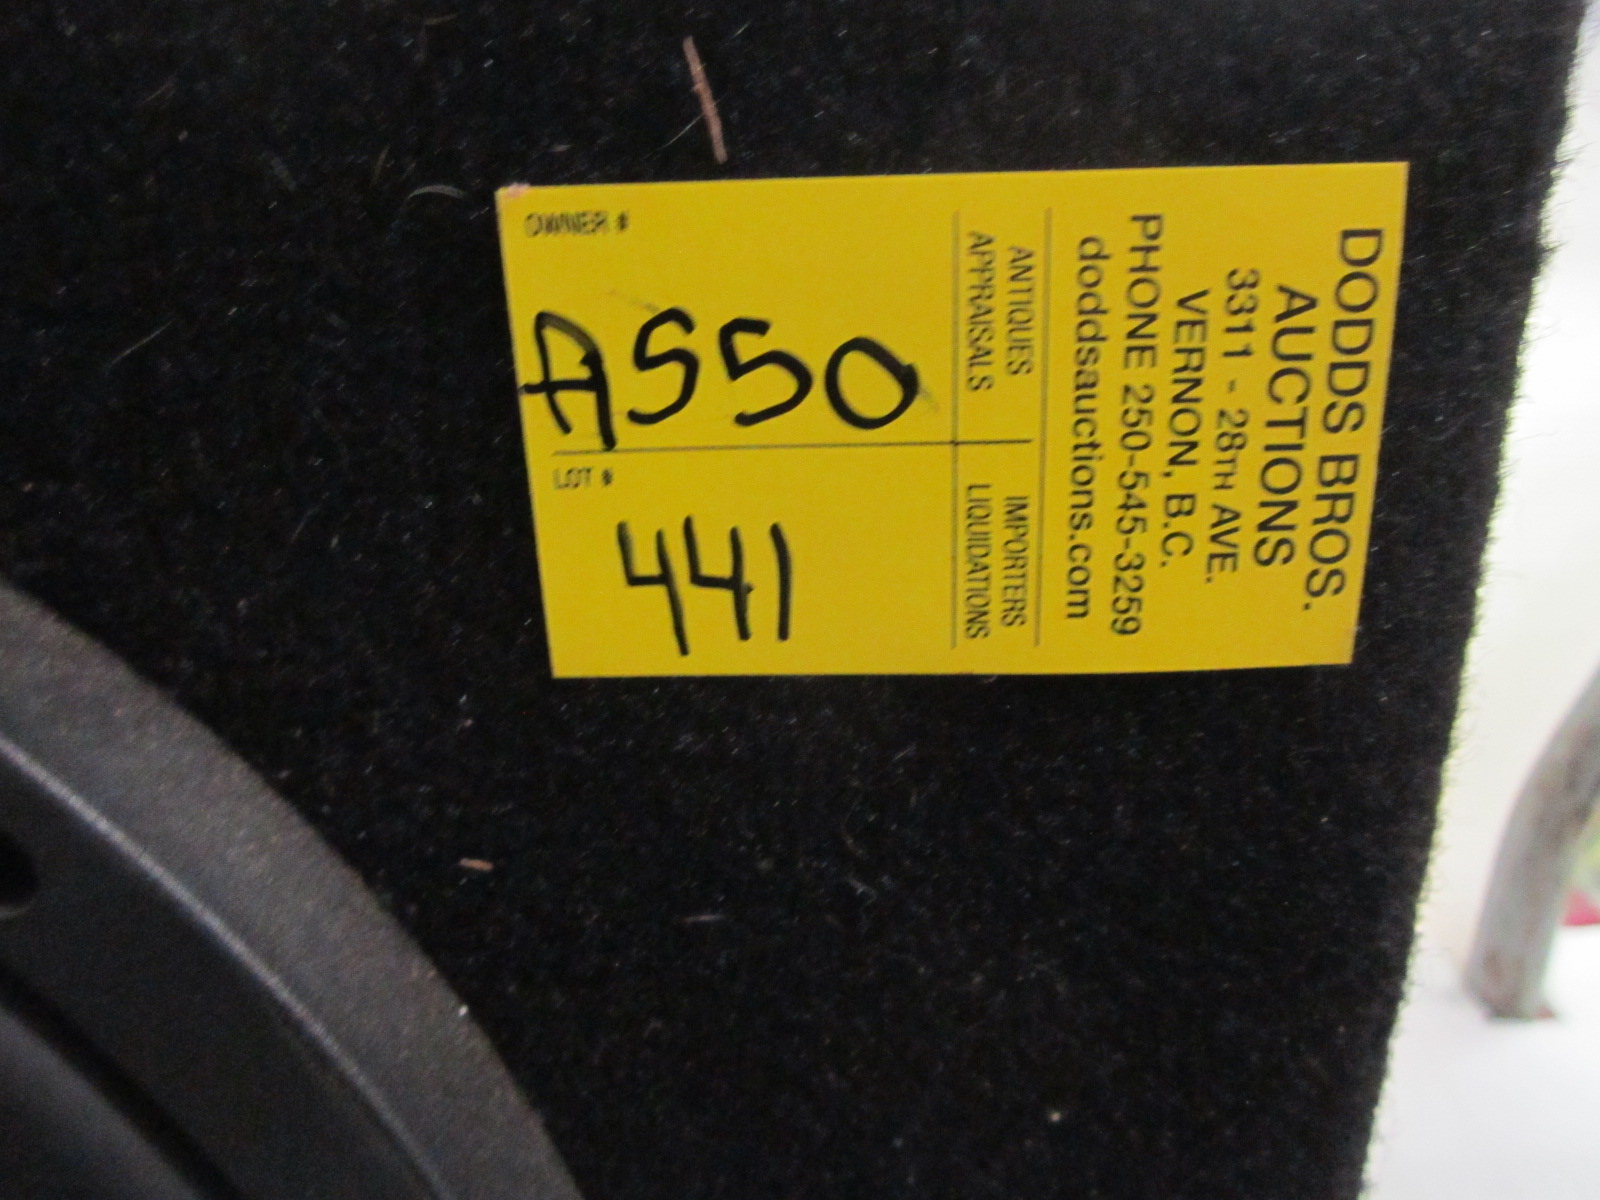 DODDS BROS.
AUCTIONS
3311 - 28TH AVE.
VERNON, B.C.
PHONE 250-545-3259
doddsauctions.com
ANTIQUES
APPRAISALS
IMPORTERS
LIQUIDATIONS
OWNER #
A550
LOT #
441